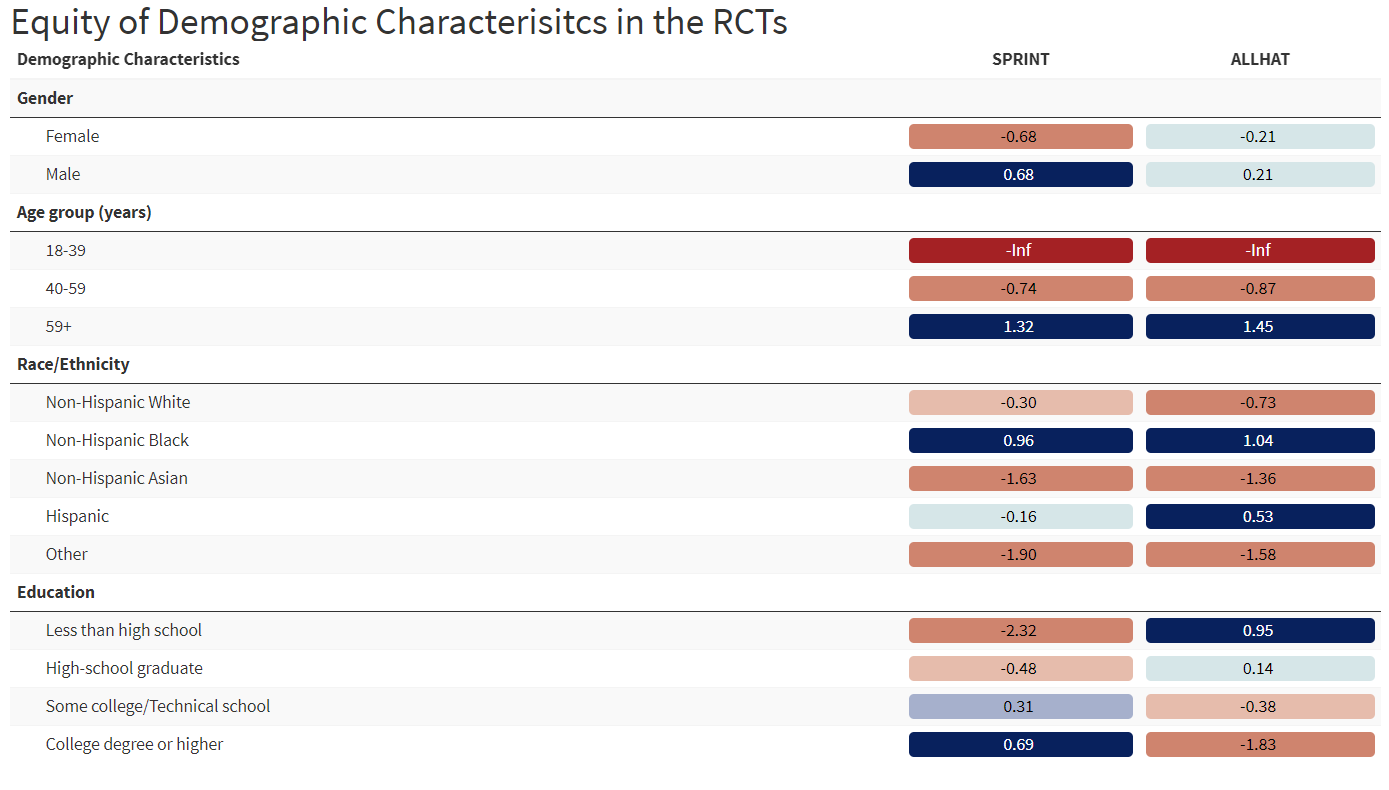 Equity of Demographic Characterisitcs in the RCTs
Demographic Characteristics SPRINT ALLHAT
Gender
Female -0.68 -0.21
Male 0.68 0.21
Age group (years)
18-39 -Inf -Inf
40-59 -0.74 -0.87
59+ 1.32 1.45
Race/Ethnicity
Non-Hispanic White -0.30 -0.73
Non-Hispanic Black 0.96 1.04
Non-Hispanic Asian -1.63 -1.36
Hispanic -0.16 0.53
Other -1.90 -1.58
Education
Less than high school -2.32 0.95
High-school graduate -0.48 0.14
Some college/Technical school 0.31 -0.38
College degree or higher 0.69 -1.83